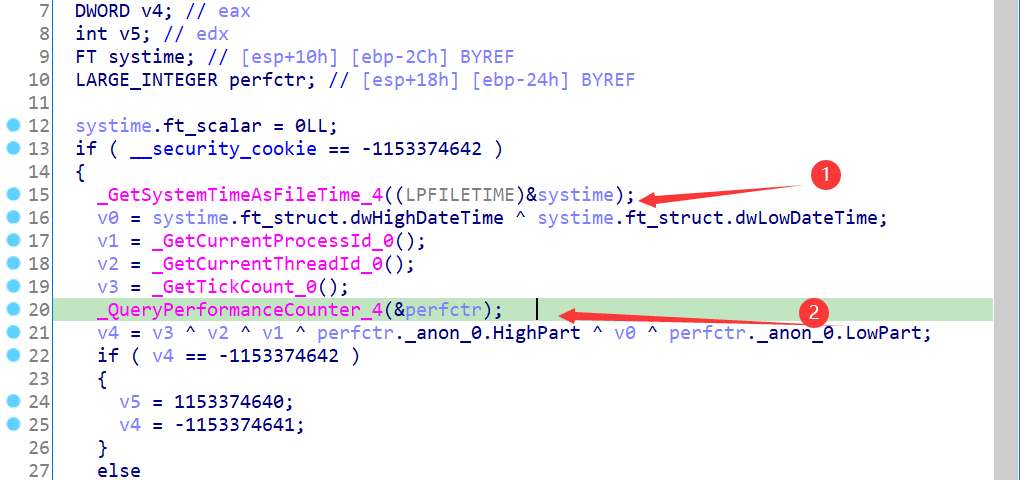 7 DWORD v4; // eax
8 int v5; // edx
9 FT systime; // [esp+10h] [ebp-2Ch] BYREF
10 LARGE_INTEGER perfctr; // [esp+18h] [ebp-24h] BYREF
11
12 systime.ft_scalar = 0LL;
13 if ( __security_cookie == -1153374642 )
14 {
15 _GetSystemTimeAsFileTime_4((LPFILETIME)&systime); 1
16 v0 = systime.ft_struct.dwHighDateTime ^ systime.ft_struct.dwLowDateTime;
17 v1 = _GetCurrentProcessId_0();
18 v2 = _GetCurrentThreadId_0();
19 v3 = _GetTickCount_0();
20 _QueryPerformanceCounter_4(&perfctr); 2
21 v4 = v3 ^ v2 ^ v1 ^ perfctr._anon_0.HighPart ^ v0 ^ perfctr._anon_0.LowPart;
22 if ( v4 == -1153374642 )
23 {
24 v5 = 1153374640;
25 v4 = -1153374641;
26 }
27 else